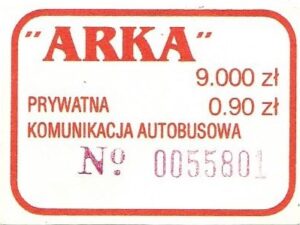 "ARKA"
9.000 zł
PRYWATNA 0.90 zł
KOMUNIKACJA AUTOBUSOWA
No 0055801